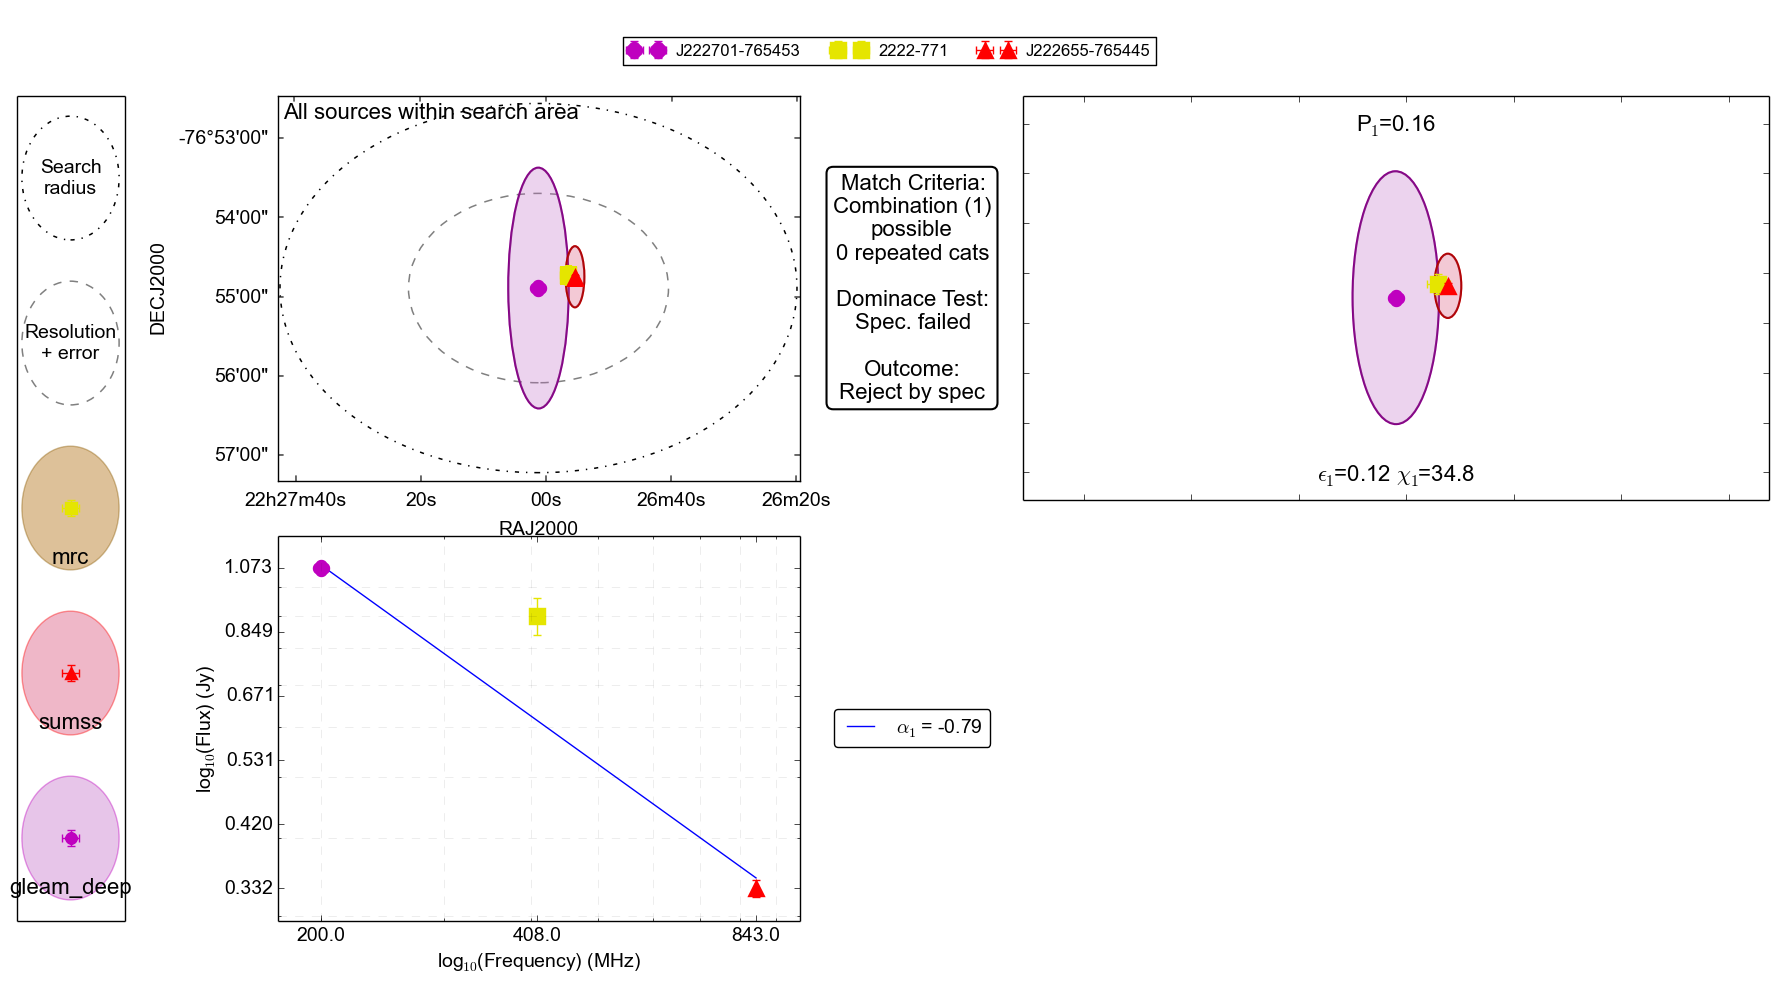 J222701-765453
2222-771
J222655-765445
Search
radius
Resolution
+ error
mrc
sumss
gleam_deep
All sources within search area
DECJ2000
-76°53'00"
54'00"
55'00"
56'00"
57'00"
22h27m40s
20s
00s
26m40s
26m20s
RAJ2000
Match Criteria:
Combination (1)
possible
0 repeated cats
Dominace Test:
Spec. failed
Outcome:
Reject by spec
P₁=0.16
ϵ₁=0.12 χ₁=34.8
log₁₀(Flux) (Jy)
1.073
0.849
0.671
0.531
0.420
0.332
200.0
408.0
843.0
log₁₀(Frequency) (MHz)
α₁ = -0.79